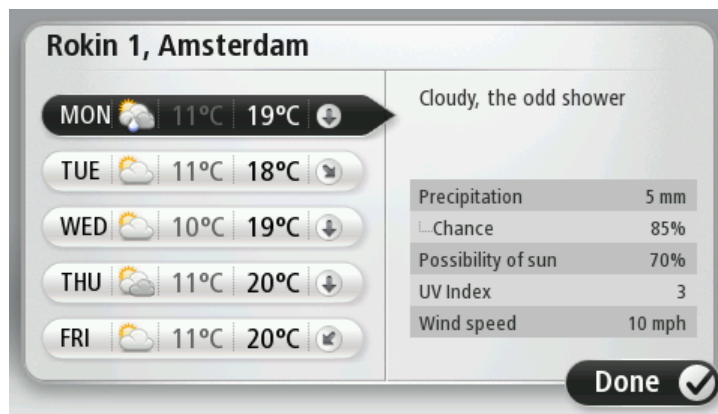 Rokin 1, Amsterdam
MON 11°C 19°C
TUE 11°C 18°C
WED 10°C 19°C
THU 11°C 20°C
FRI 11°C 20°C
Cloudy, the odd shower
Precipitation 5 mm
Chance 85%
Possibility of sun 70%
UV Index 3
Wind speed 10 mph
Done